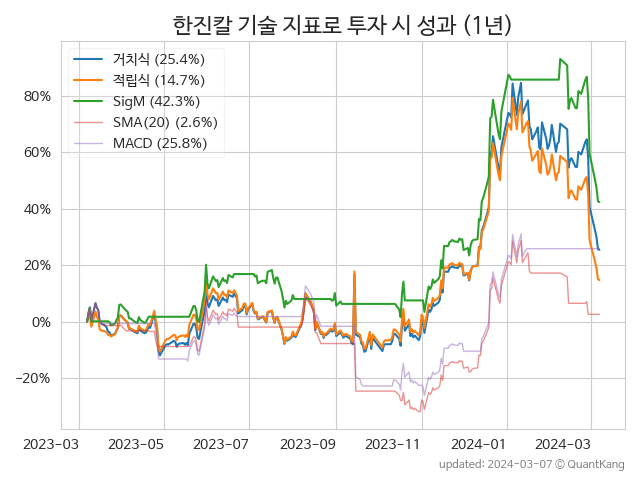 한진칼 기술 지표로 투자 시 성과 (1년)
거치식 (25.4%)
적립식 (14.7%)
SigM (42.3%)
SMA(20) (2.6%)
MACD (25.8%)
80%
60%
40%
20%
0%
−20%
2023-03 2023-05 2023-07 2023-09 2023-11 2024-01 2024-03
updated: 2024-03-07 © QuantKang